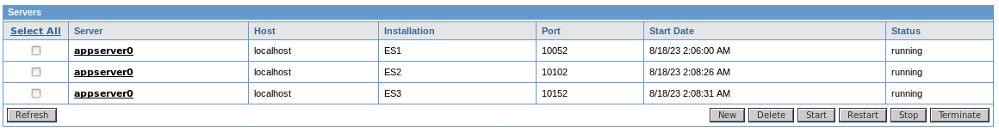 Servers
Select All Server Host Installation Port Start Date Status
appserver0 localhost ES1 10052 8/18/23 2:06:00 AM running
appserver0 localhost ES2 10102 8/18/23 2:08:26 AM running
appserver0 localhost ES3 10152 8/18/23 2:08:31 AM running
Refresh New Delete Start Restart Stop Terminate